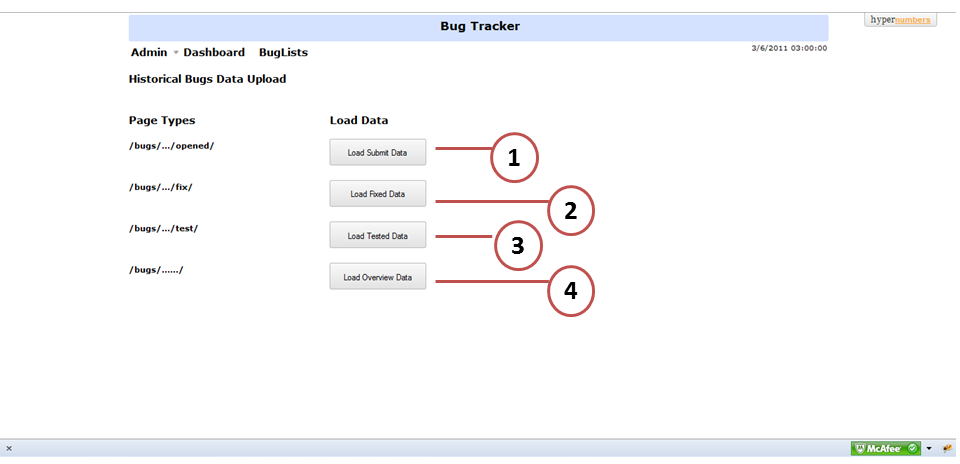 Bug Tracker
hypernumbers
Admin Dashboard BugLists
3/6/2011 03:00:00
Historical Bugs Data Upload
Page Types Load Data
/bugs/.../opened/ Load Submit Data 1
/bugs/.../fix/ Load Fixed Data 2
/bugs/.../test/ Load Tested Data 3
/bugs/....../ Load Overview Data 4
× McAfee